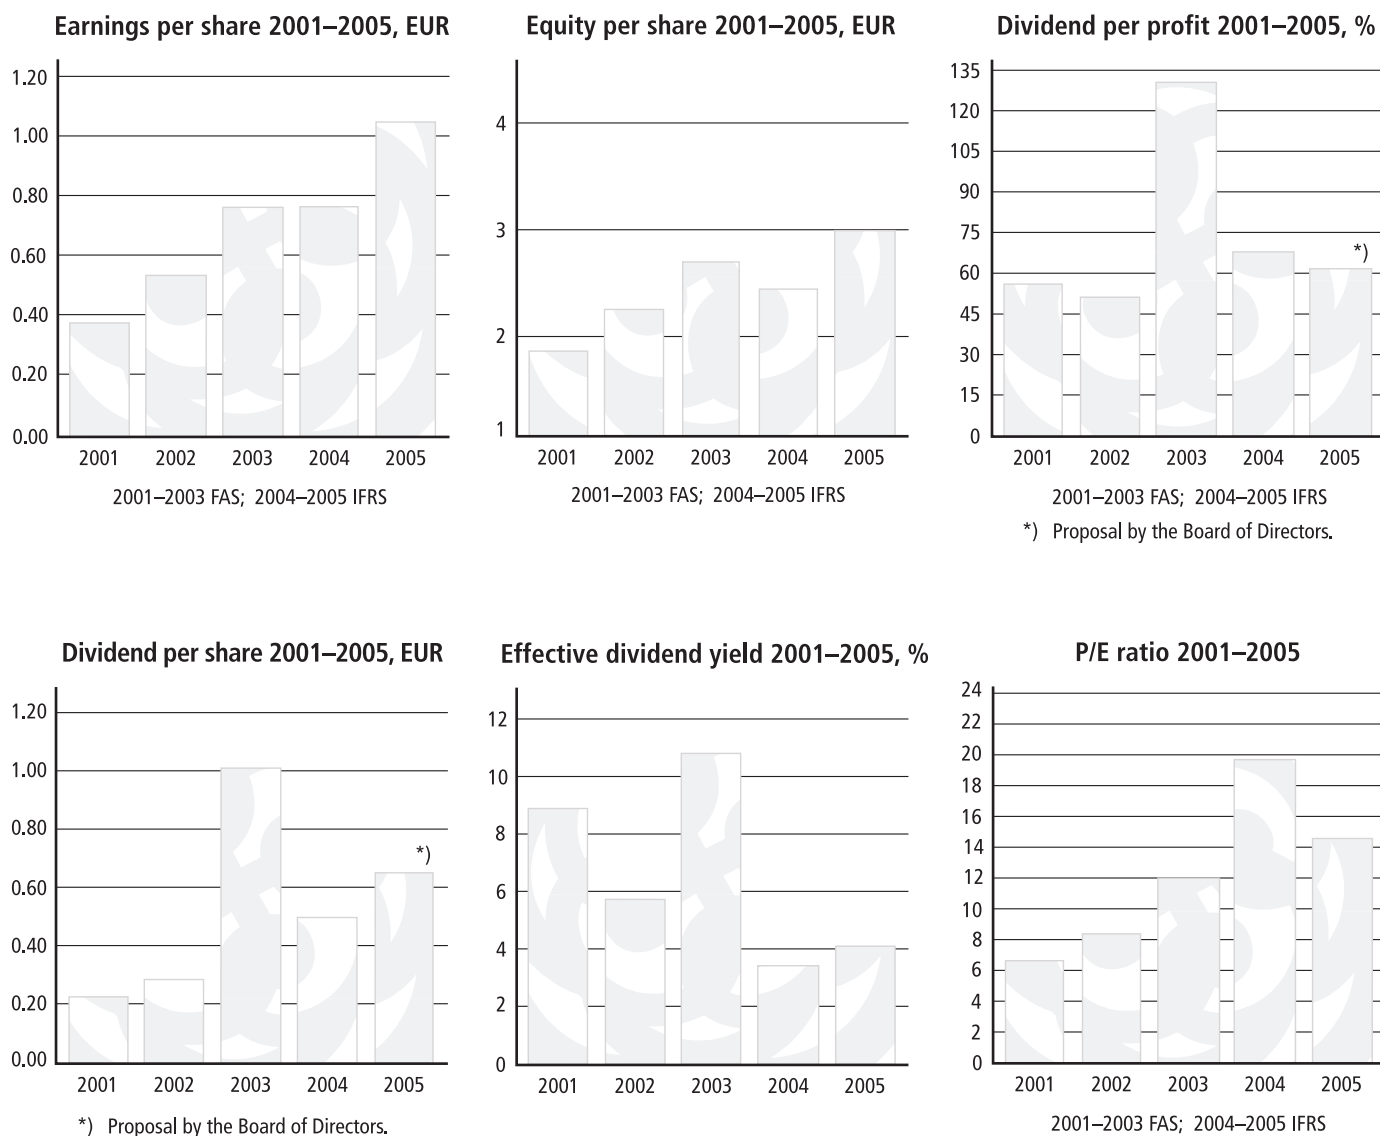 Earnings per share 2001–2005, EUR
1.20
1.00
0.80
0.60
0.40
0.20
0.00
2001 2002 2003 2004 2005
2001–2003 FAS; 2004–2005 IFRS
Equity per share 2001–2005, EUR
4
3
2
1
2001 2002 2003 2004 2005
2001–2003 FAS; 2004–2005 IFRS
Dividend per profit 2001–2005, %
135
120
105
90
75
*)
60
45
30
15
0
2001 2002 2003 2004 2005
2001–2003 FAS; 2004–2005 IFRS
*) Proposal by the Board of Directors.
Dividend per share 2001–2005, EUR
1.20
1.00
0.80
*)
0.60
0.40
0.20
0.00
2001 2002 2003 2004 2005
*) Proposal by the Board of Directors.
Effective dividend yield 2001–2005, %
12
10
8
6
4
2
0
2001 2002 2003 2004 2005
P/E ratio 2001–2005
24
22
20
18
16
14
12
10
8
6
4
2
0
2001 2002 2003 2004 2005
2001–2003 FAS; 2004–2005 IFRS